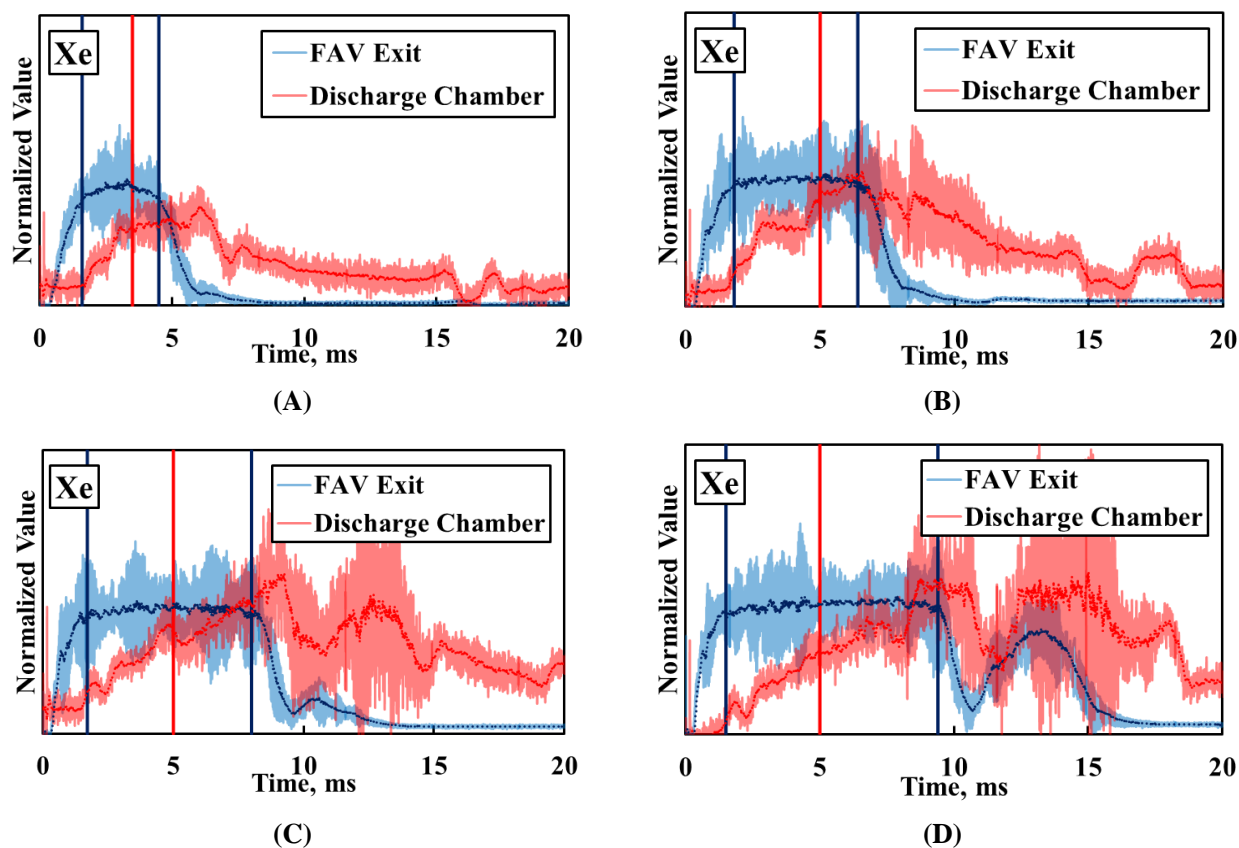 Xe
FAV Exit
Discharge Chamber
Normalized Value
0 5 10 15 20
Time, ms
(A)
Xe
FAV Exit
Discharge Chamber
Normalized Value
0 5 10 15 20
Time, ms
(B)
Xe
FAV Exit
Discharge Chamber
Normalized Value
0 5 10 15 20
Time, ms
(C)
Xe
FAV Exit
Discharge Chamber
Normalized Value
0 5 10 15 20
Time, ms
(D)